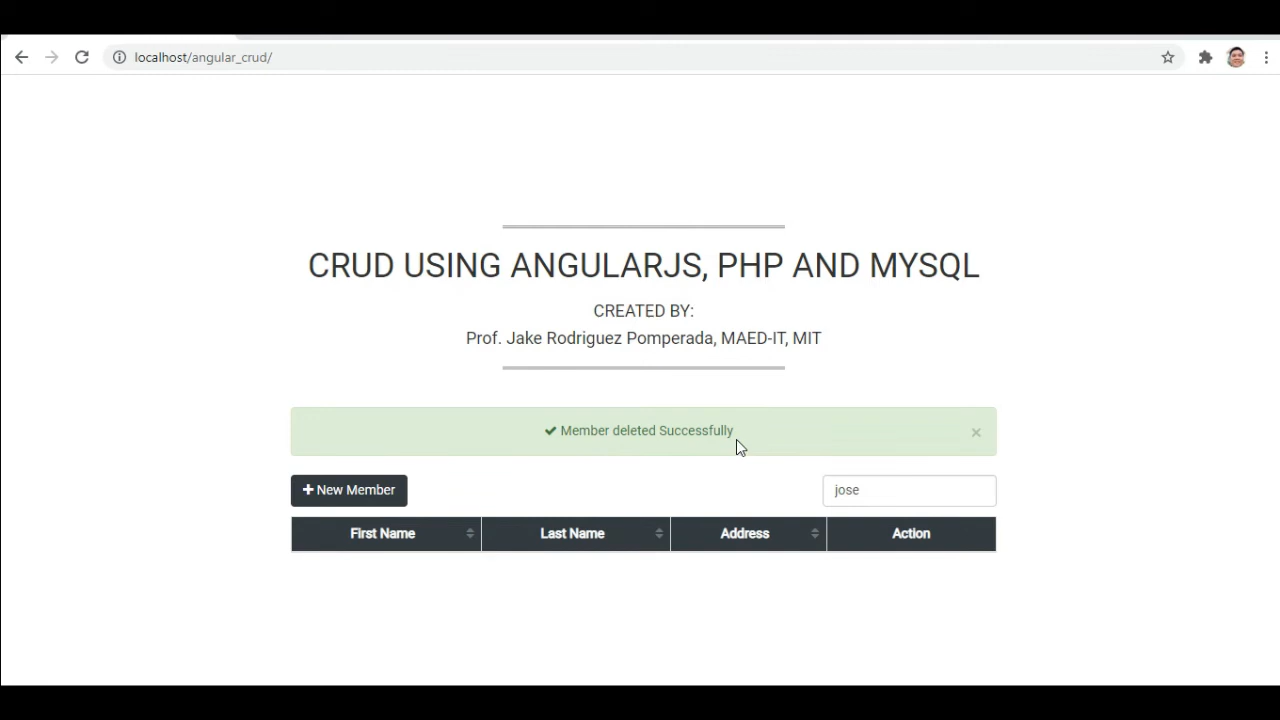 localhost/angular_crud/
CRUD USING ANGULARJS, PHP AND MYSQL
CREATED BY:
Prof. Jake Rodriguez Pomperada, MAED-IT, MIT
Member deleted Successfully ×
New Member jose
First Name Last Name Address Action